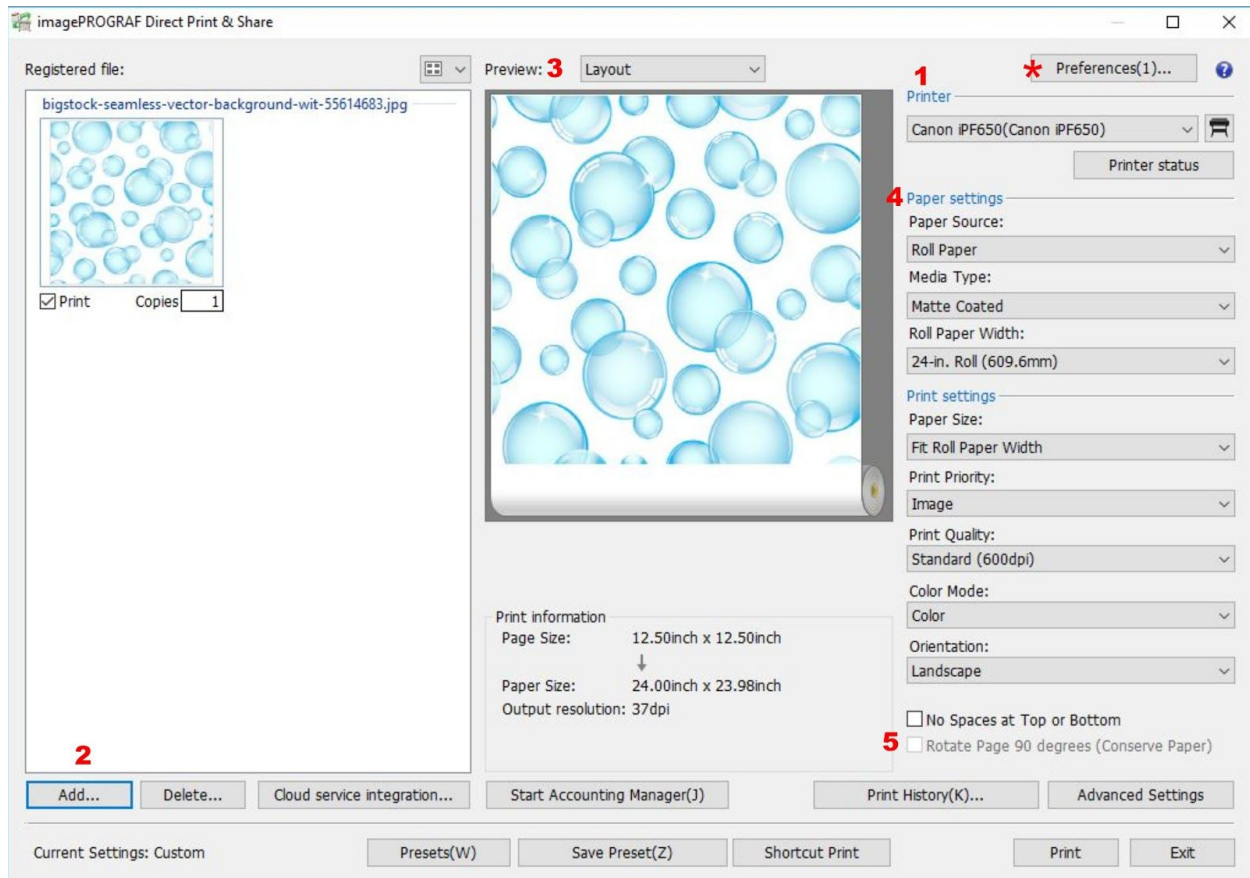 imagePROGRAF Direct Print & Share
Registered file:
bigstock-seamless-vector-background-wit-55614683.jpg
Print Copies 1
2
Add... Delete... Cloud service integration...
Preview: 3 Layout
Print information
Page Size: 12.50inch x 12.50inch
Paper Size: 24.00inch x 23.98inch
Output resolution: 37dpi
Start Accounting Manager(J)
* Preferences(1)... ?
1
Printer
Canon iPF650(Canon iPF650)
Printer status
4 Paper settings
Paper Source:
Roll Paper
Media Type:
Matte Coated
Roll Paper Width:
24-in. Roll (609.6mm)
Print settings
Paper Size:
Fit Roll Paper Width
Print Priority:
Image
Print Quality:
Standard (600dpi)
Color Mode:
Color
Orientation:
Landscape
No Spaces at Top or Bottom
5 Rotate Page 90 degrees (Conserve Paper)
Print History(K)... Advanced Settings
Current Settings: Custom Presets(W) Save Preset(Z) Shortcut Print Print Exit